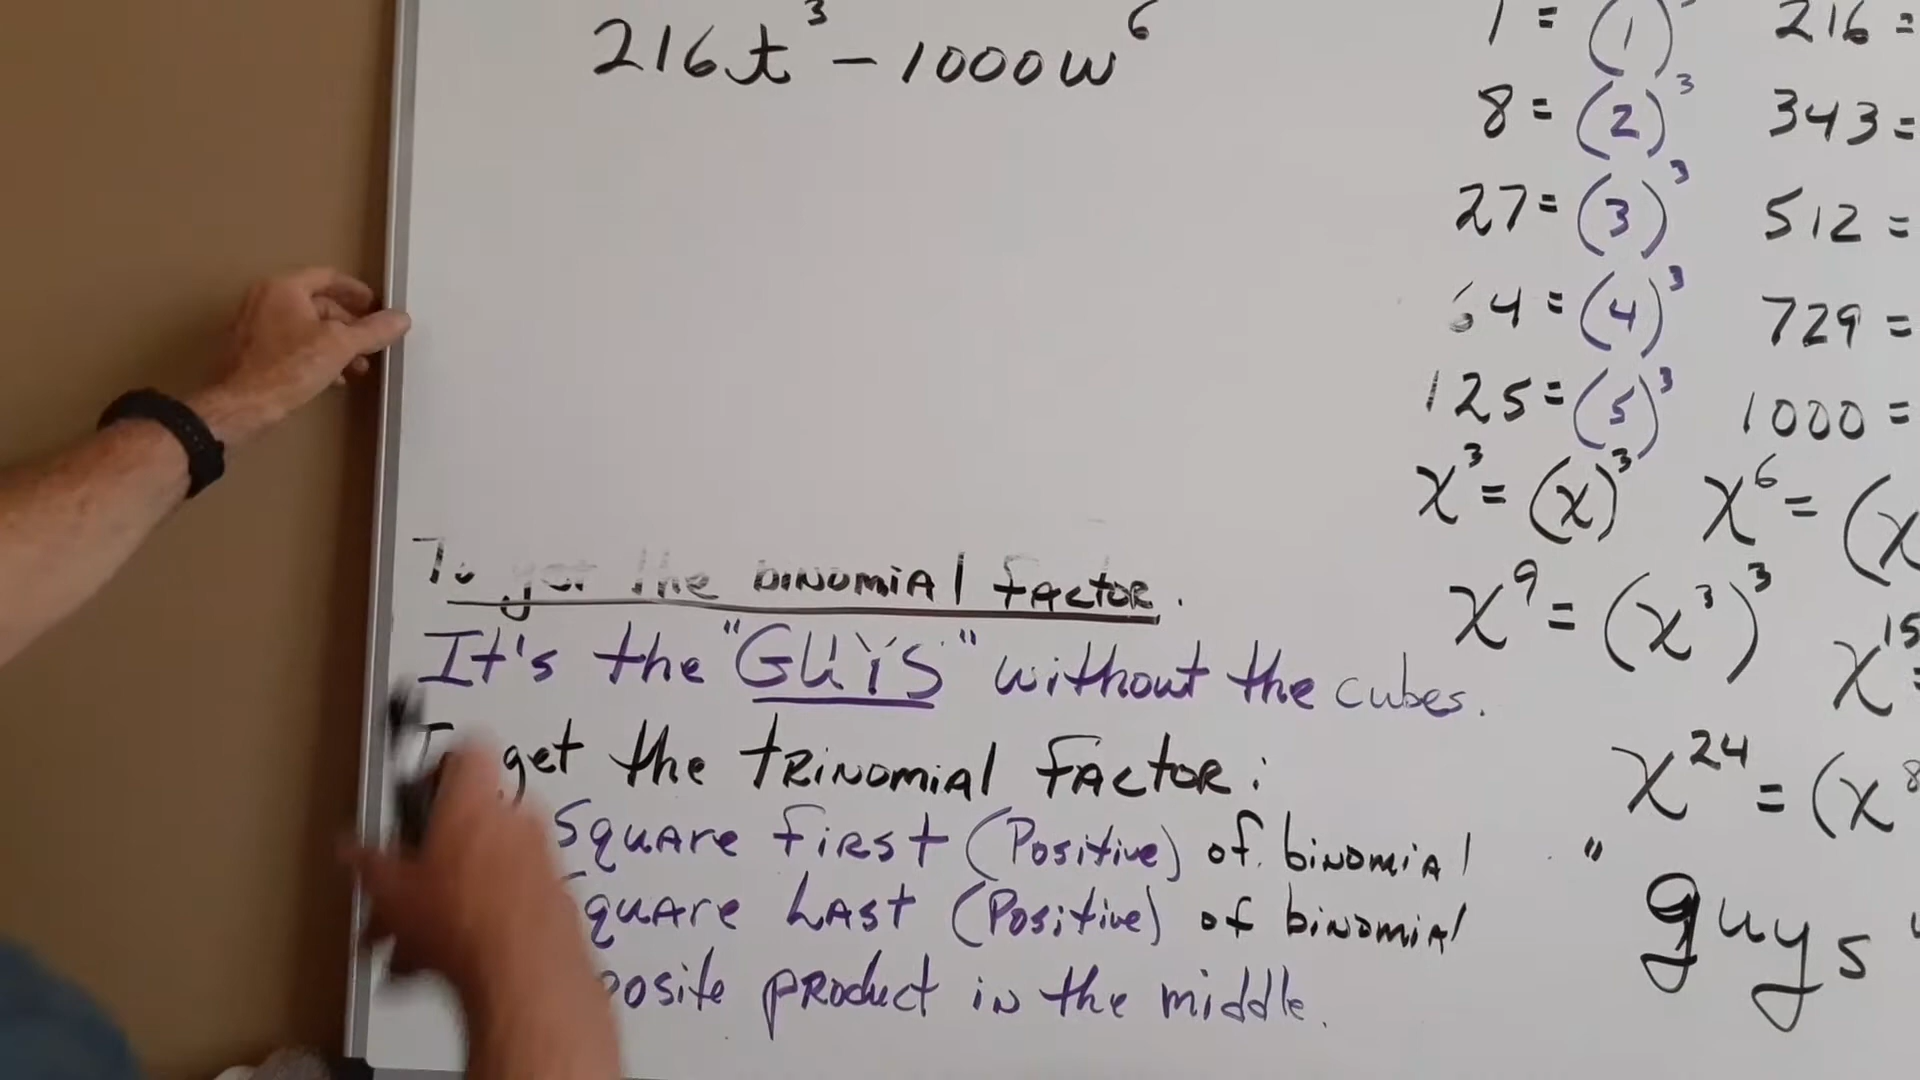 216t³ - 1000w⁶
To get the binomial factor.
It's the "GUYS" without the cubes.
get the trinomial factor:
Square first (Positive) of binomial
Square Last (Positive) of binomial
posite product in the middle.
1 = (1)³
8 = (2)³
27 = (3)³
64 = (4)³
125 = (5)³
x³ = (x)³
x⁹ = (x³)³
216 =
343 =
512 =
729 =
1000 =
x⁶ = (x
x¹⁵ =
x²⁴ = (x⁸
"guys"